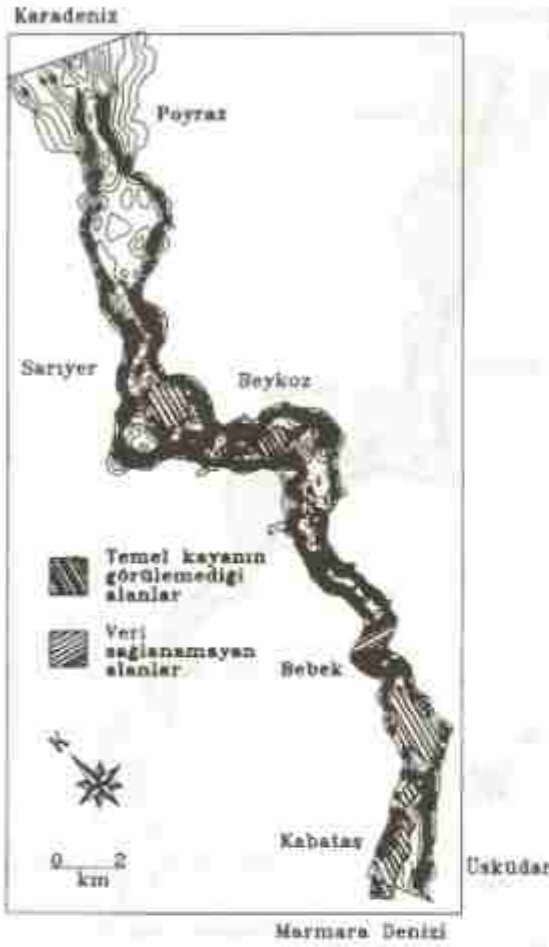 Karadeniz
Poyraz
Sarıyer
Beykoz
Temel kayanın
görülemediği
alanlar
Veri
sağlanamayan
alanlar
Bebek
K
0 2
km
Kabataş
Üsküdar
Marmara Denizi